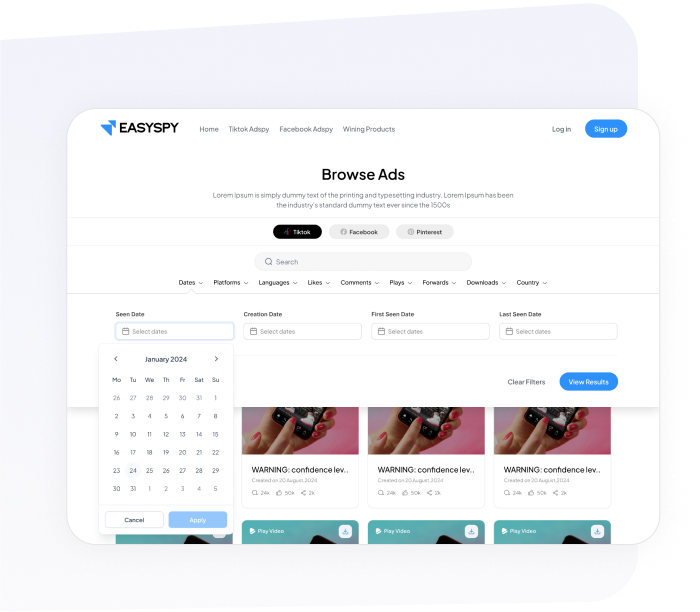 EASYSPY
Home Tiktok Adspy Facebook Adspy Wining Products
Log in
Sign up
Browse Ads
Lorem Ipsum is simply dummy text of the printing and typesetting industry. Lorem Ipsum has been
the industry's standard dummy text ever since the 1500s
Tiktok Facebook Pinterest
Search
Dates Platforms Languages Likes Comments Plays Forwards Downloads Country
Seen Date Creation Date First Seen Date Last Seen Date
Select dates Select dates Select dates Select dates
January 2024
Mo Tu We Th Fr Sat Su
26 27 28 29 30 31 1
2 3 4 5 6 7 8
9 10 11 12 13 14 15
16 17 18 19 20 21 22
23 24 25 26 27 28 29
30 31 1 2 3 4 5
Cancel Apply
Clear Filters View Results
WARNING: confidence lev.. WARNING: confidence lev.. WARNING: confidence lev..
Created on 20 August,2024 Created on 20 August,2024 Created on 20 August,2024
24k 50k 2k 24k 50k 2k 24k 50k 2k
Play Video Play Video Play Video